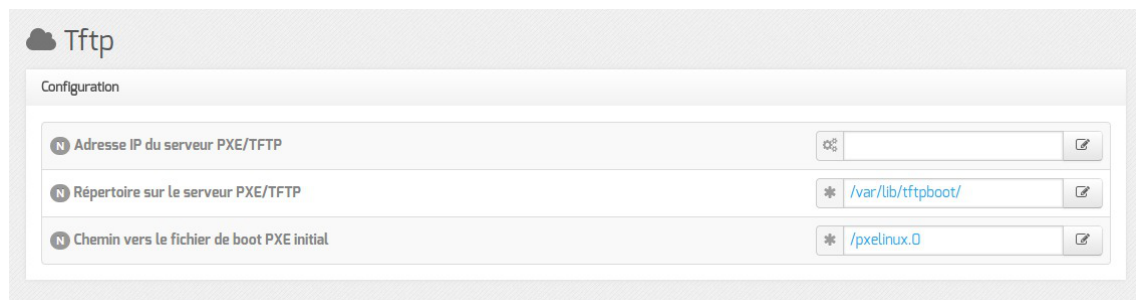 Tftp
Configuration
N Adresse IP du serveur PXE/TFTP
N Répertoire sur le serveur PXE/TFTP /var/lib/tftpboot/
N Chemin vers le fichier de boot PXE initial /pxelinux.0